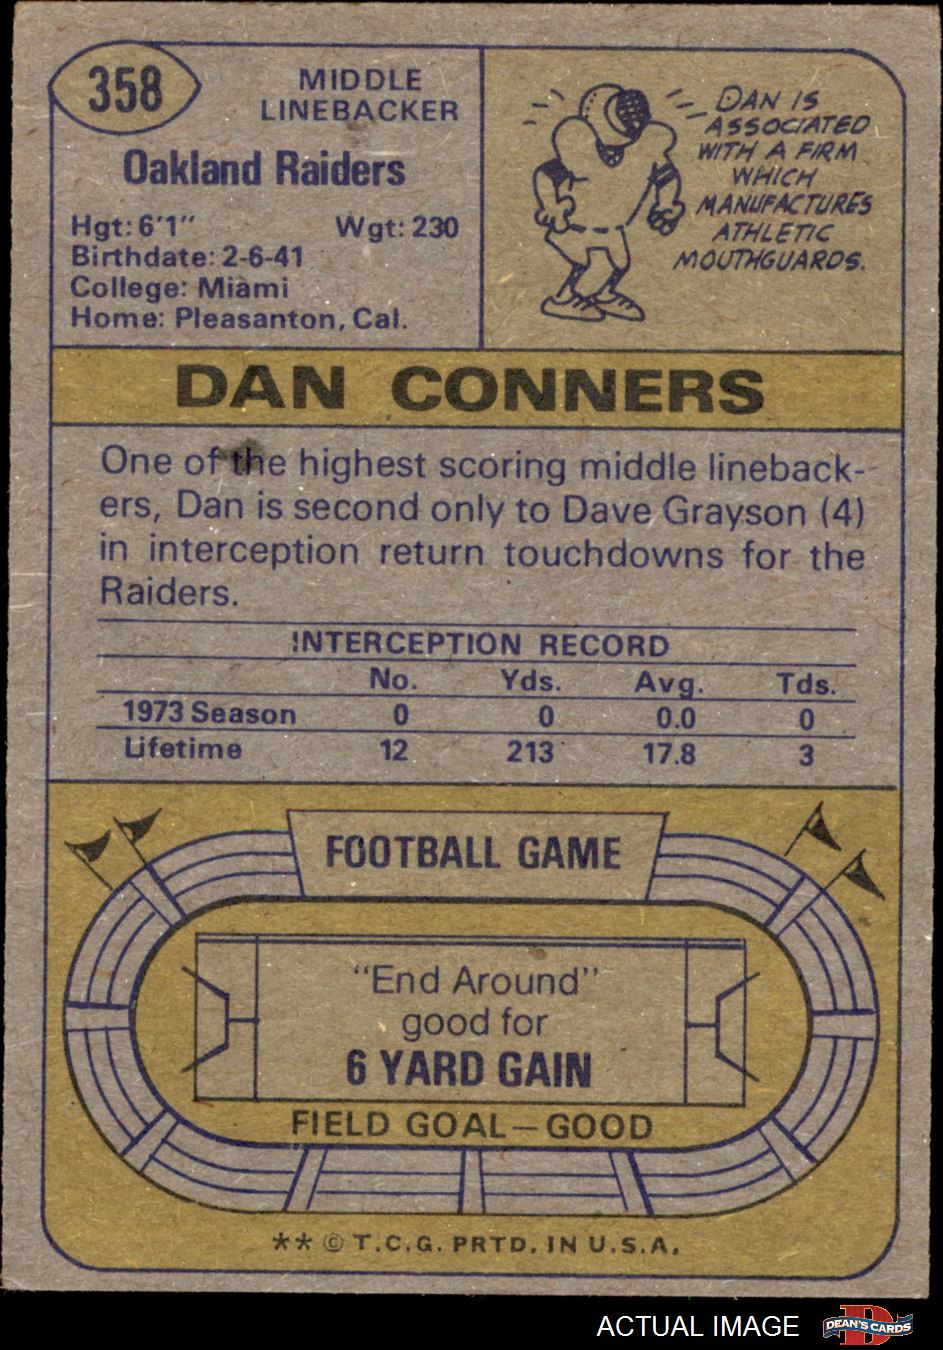 358
MIDDLE
LINEBACKER
Oakland Raiders
Hgt: 6'1" Wgt: 230
Birthdate: 2-6-41
College: Miami
Home: Pleasanton, Cal.
DAN IS
ASSOCIATED
WITH A FIRM
WHICH
MANUFACTURES
ATHLETIC
MOUTHGUARDS.
DAN CONNERS
One of the highest scoring middle lineback-
ers, Dan is second only to Dave Grayson (4)
in interception return touchdowns for the
Raiders.
INTERCEPTION RECORD
No. Yds. Avg. Tds.
1973 Season 0 0 0.0 0
Lifetime 12 213 17.8 3
FOOTBALL GAME
"End Around"
good for
6 YARD GAIN
FIELD GOAL—GOOD
** © T.C.G. PRTD. IN U.S.A.
ACTUAL IMAGE
DEAN'S CARDS